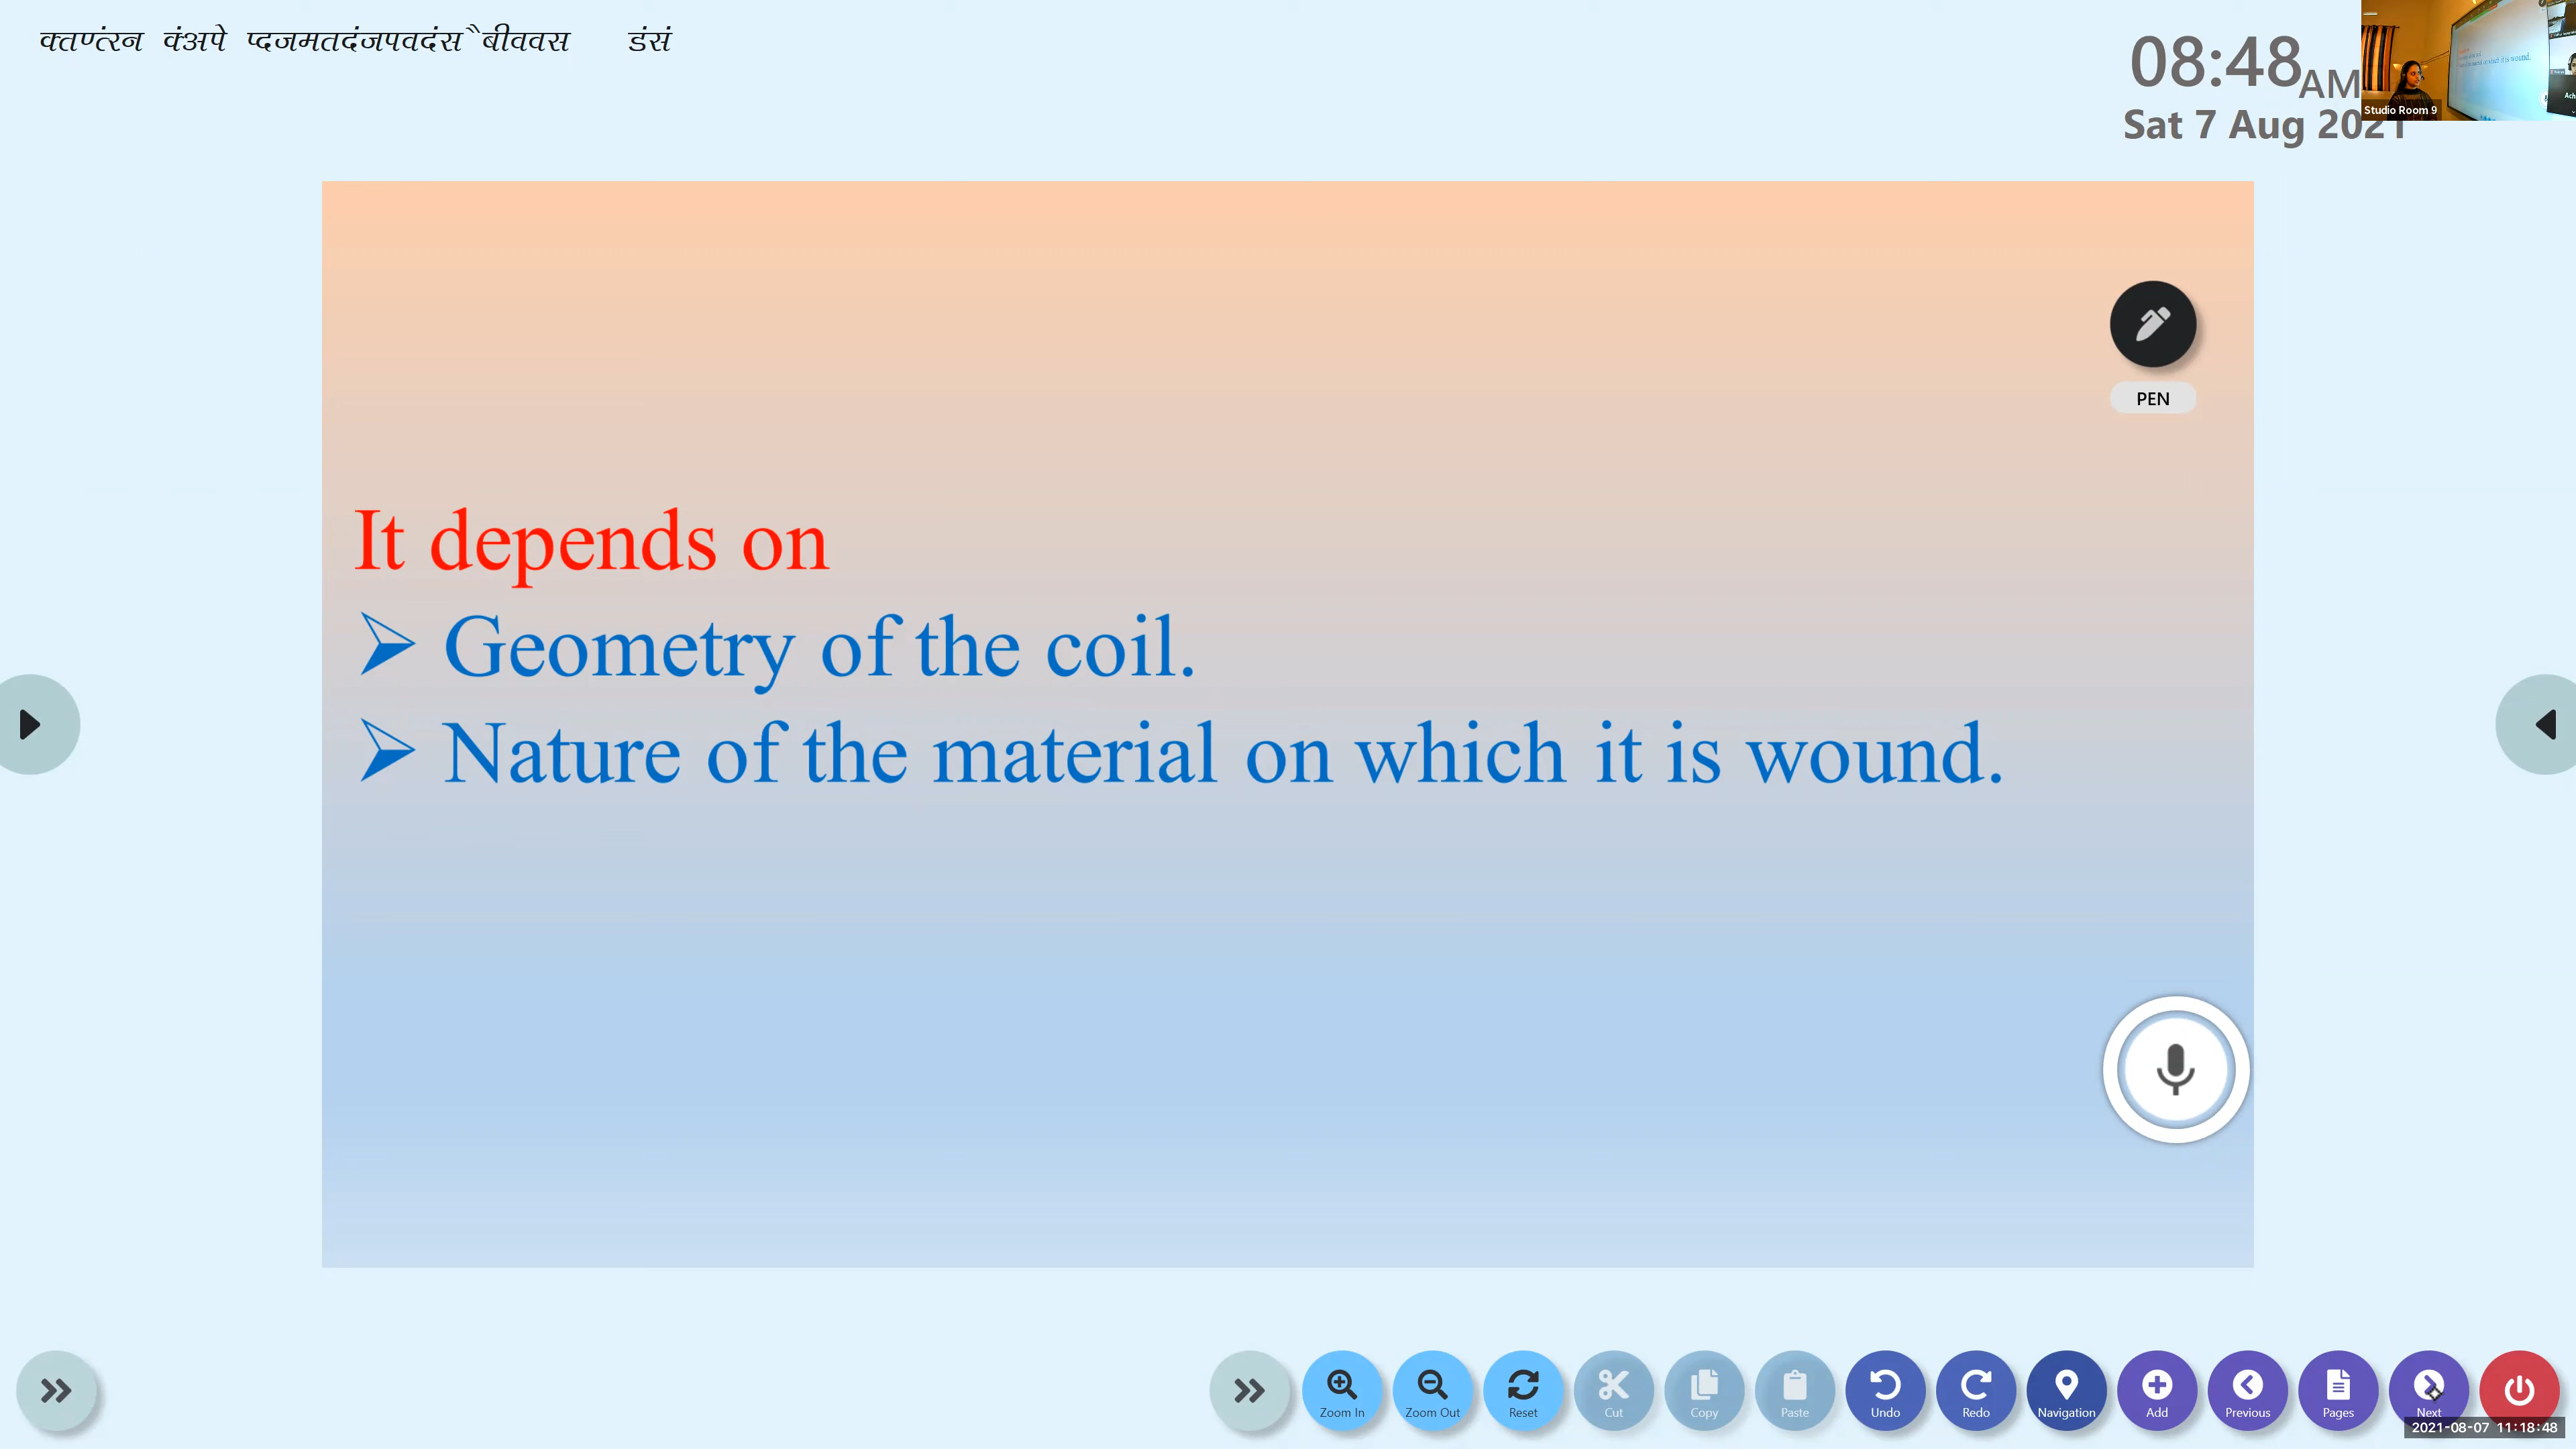 क्तण्त्ंरन क्ंअपे प्दजमतदंजपवदंस ैबीववस डंसं
08:48 AM
Sat 7 Aug 2021
Studio Room 9
PEN
It depends on
➢ Geometry of the coil.
➢ Nature of the material on which it is wound.
Zoom In
Zoom Out
Reset
Cut
Copy
Paste
Undo
Redo
Navigation
Add
Previous
Pages
Next
2021-08-07 11:18:48